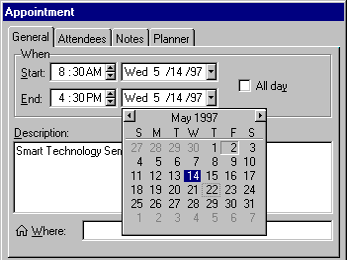 Appointment
General Attendees Notes Planner
When
Start: 8 :30AM Wed 5 /14 /97
All day
End: 4 :30PM Wed 5 /14 /97
May 1997
S M T W T F S
27 28 29 30 1 2 3
4 5 6 7 8 9 10
11 12 13 14 15 16 17
18 19 20 21 22 23 24
25 26 27 28 29 30 31
1 2 3 4 5 6 7
Description:
Smart Technology Sem
Where: